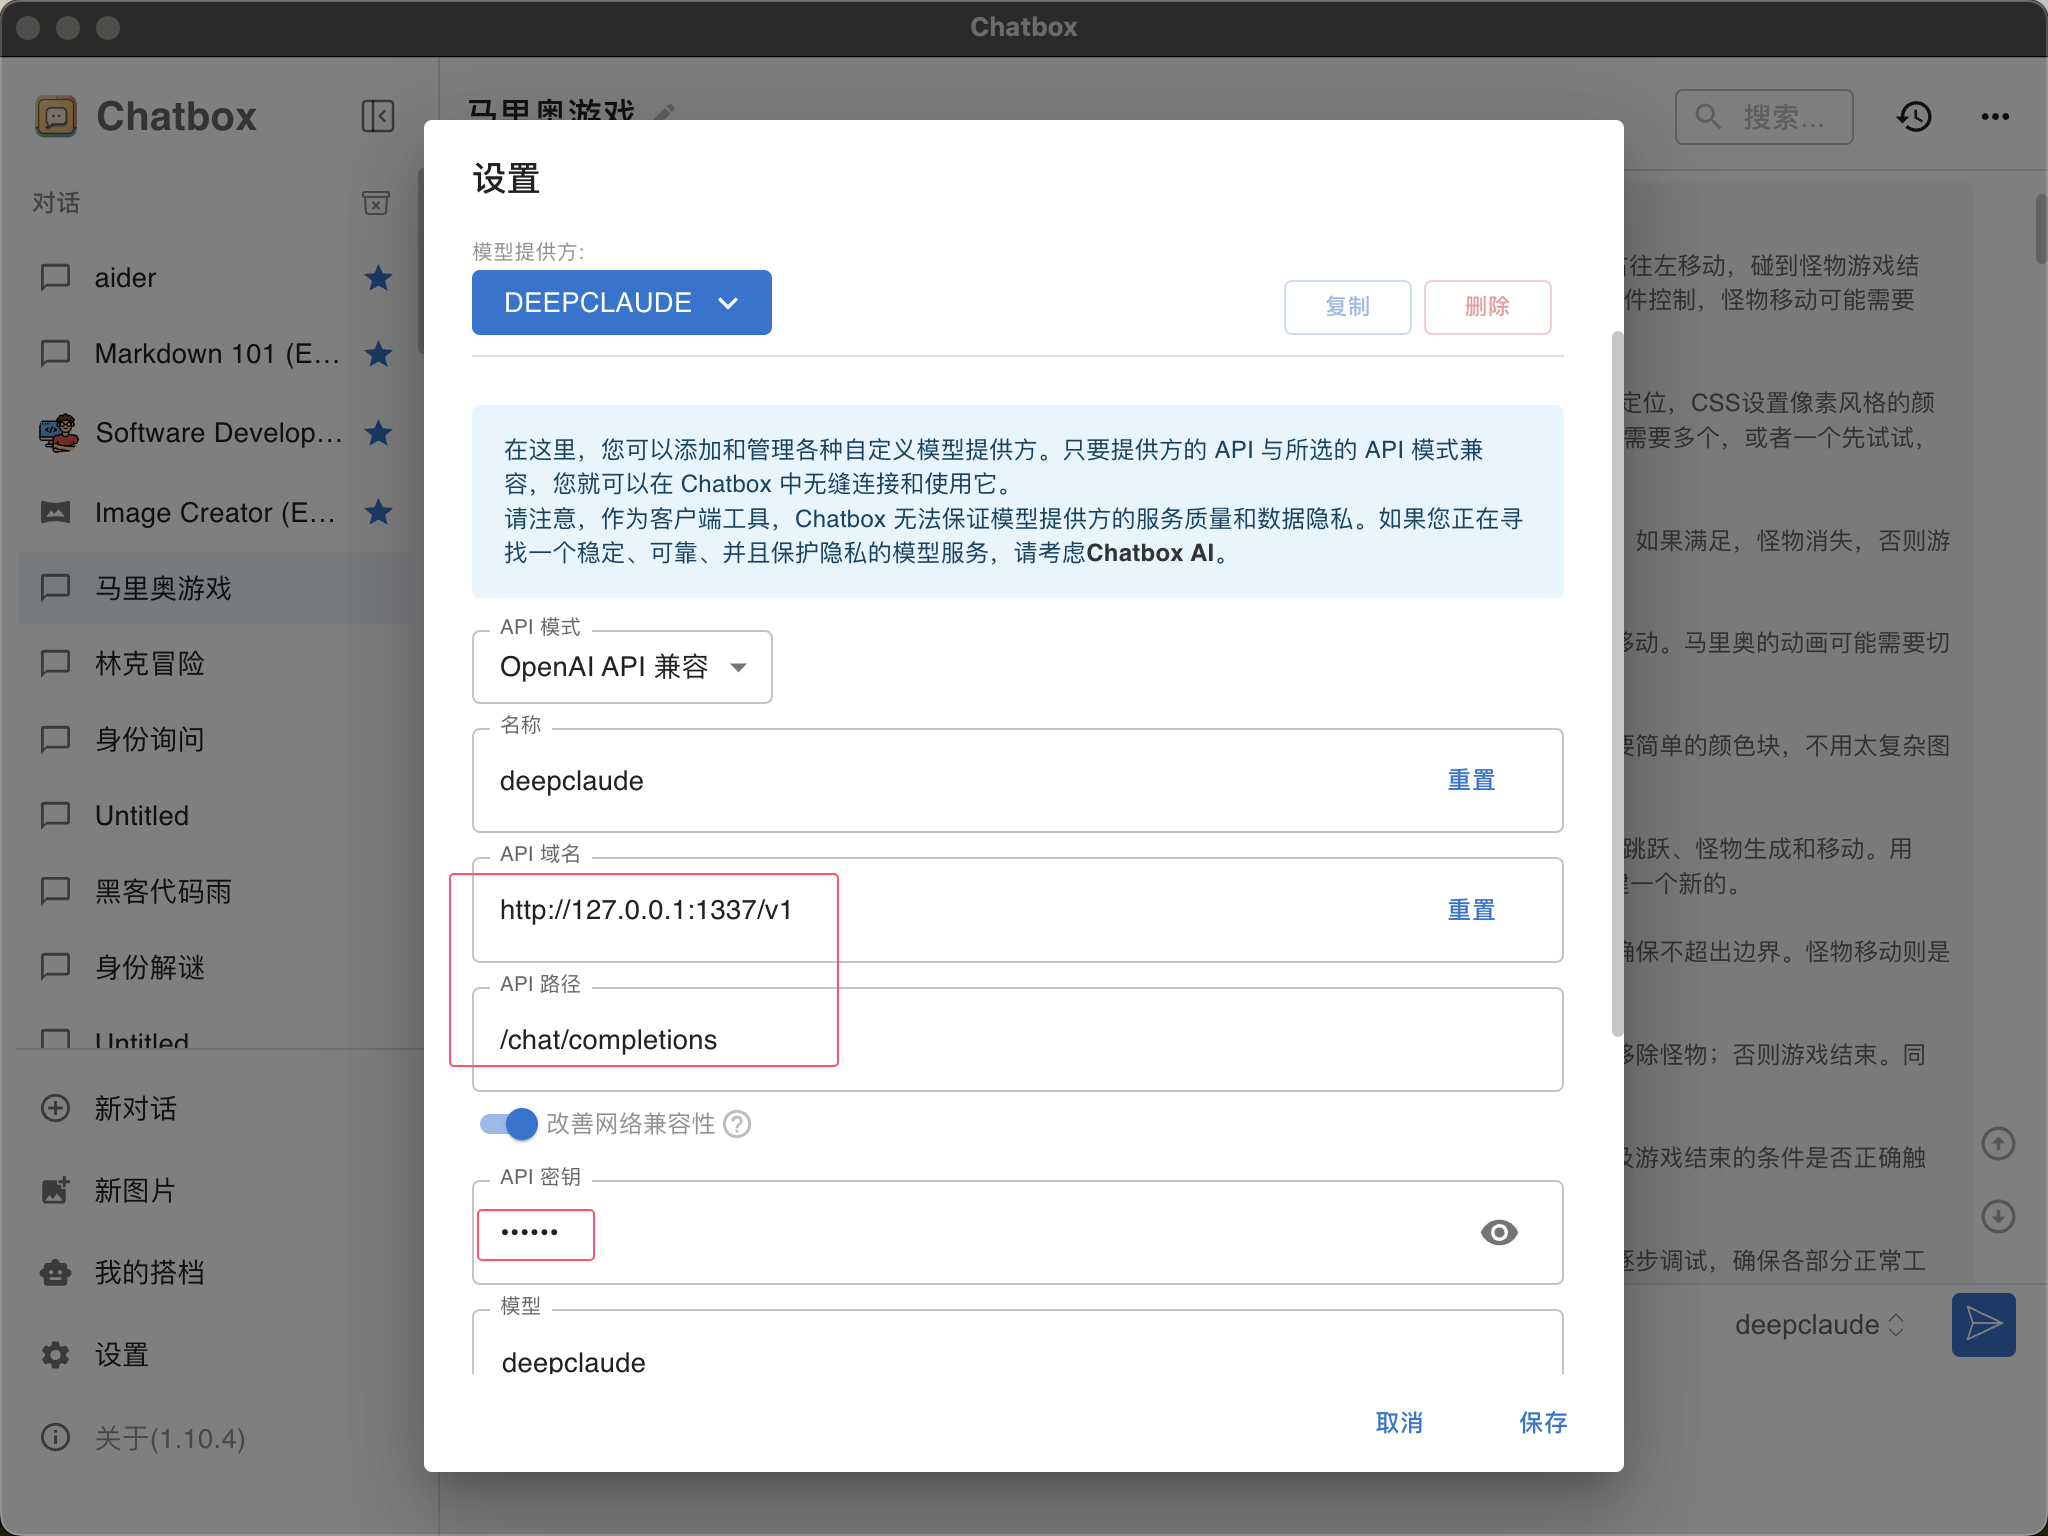 Chatbox
Chatbox
对话
aider
Markdown 101 (E...
Software Develop...
Image Creator (E...
马里奥游戏
林克冒险
身份询问
Untitled
黑客代码雨
身份解谜
Untitled
新对话
新图片
我的搭档
设置
关于(1.10.4)
马里奥游戏
搜索...
设置
模型提供方:
DEEPCLAUDE
复制
删除
在这里，您可以添加和管理各种自定义模型提供方。只要提供方的 API 与所选的 API 模式兼
容，您就可以在 Chatbox 中无缝连接和使用它。
请注意，作为客户端工具，Chatbox 无法保证模型提供方的服务质量和数据隐私。如果您正在寻
找一个稳定、可靠、并且保护隐私的模型服务，请考虑Chatbox AI。
API 模式
OpenAI API 兼容
名称
deepclaude
重置
API 域名
http://127.0.0.1:1337/v1
重置
API 路径
/chat/completions
改善网络兼容性
API 密钥
••••••
模型
deepclaude
取消
保存
往左移动，碰到怪物游戏结
件控制，怪物移动可能需要
定位，CSS设置像素风格的颜
需要多个，或者一个先试试，
如果满足，怪物消失，否则游
移动。马里奥的动画可能需要切
要简单的颜色块，不用太复杂图
跳跃、怪物生成和移动。用
一个新的。
确保不超出边界。怪物移动则是
移除怪物；否则游戏结束。同
及游戏结束的条件是否正确触
逐步调试，确保各部分正常工
deepclaude